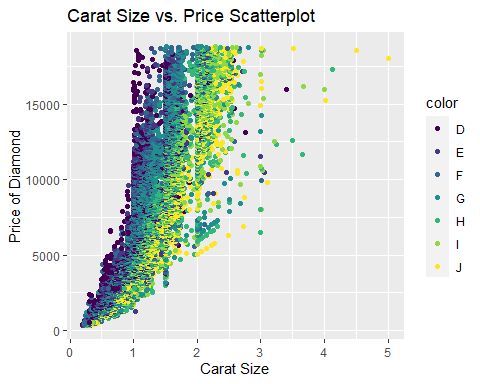 Carat Size vs. Price Scatterplot
Price of Diamond
15000
10000
5000
0
0
1
2
3
4
5
Carat Size
color
D
E
F
G
H
I
J